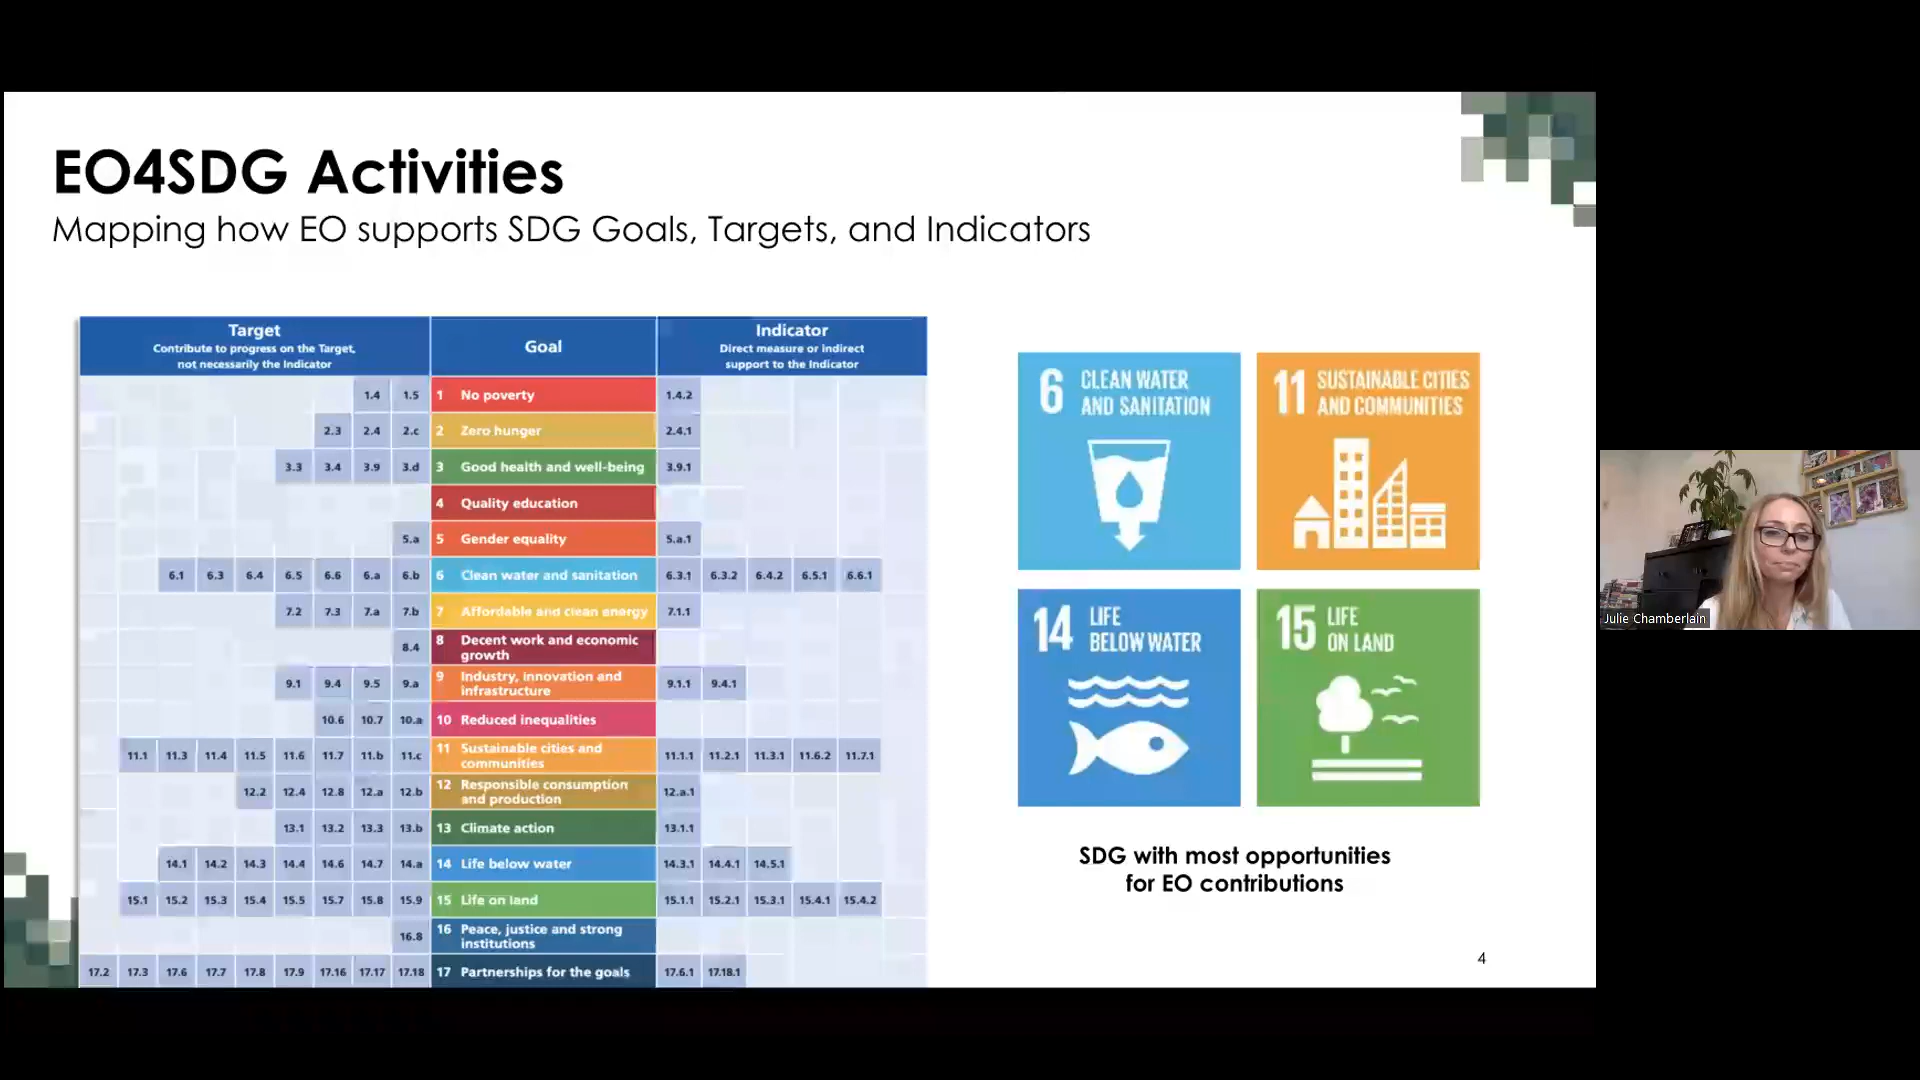 EO4SDG Activities
Mapping how EO supports SDG Goals, Targets, and Indicators
Target
Contribute to progress on the Target,
not necessarily the Indicator
Goal
Indicator
Direct measure or indirect
support to the Indicator
1.4 1.5 1 No poverty 1.4.2
2.3 2.4 2.c 2 Zero hunger 2.4.1
3.3 3.4 3.9 3.d 3 Good health and well-being 3.9.1
4 Quality education
5.a 5 Gender equality 5.a.1
6.1 6.3 6.4 6.5 6.6 6.a 6.b 6 Clean water and sanitation 6.3.1 6.3.2 6.4.2 6.5.1 6.6.1
7.2 7.3 7.a 7.b 7 Affordable and clean energy 7.1.1
8.4 8 Decent work and economic
growth
9.1 9.4 9.5 9.a 9 Industry, innovation and
infrastructure 9.1.1 9.4.1
10.6 10.7 10.a 10 Reduced inequalities
11.1 11.3 11.4 11.5 11.6 11.7 11.b 11.c 11 Sustainable cities and
communities 11.1.1 11.2.1 11.3.1 11.6.2 11.7.1
12.2 12.4 12.8 12.a 12.b 12 Responsible consumption
and production 12.a.1
13.1 13.2 13.3 13.b 13 Climate action 13.1.1
14.1 14.2 14.3 14.4 14.6 14.7 14.a 14 Life below water 14.3.1 14.4.1 14.5.1
15.1 15.2 15.3 15.4 15.5 15.7 15.8 15.9 15 Life on land 15.1.1 15.2.1 15.3.1 15.4.1 15.4.2
16.8 16 Peace, justice and strong
institutions
17.2 17.3 17.6 17.7 17.8 17.9 17.16 17.17 17.18 17 Partnerships for the goals 17.6.1 17.18.1
6 CLEAN WATER
AND SANITATION
11 SUSTAINABLE CITIES
AND COMMUNITIES
14 LIFE
BELOW WATER
15 LIFE
ON LAND
SDG with most opportunities
for EO contributions
4
Julie Chamberlain